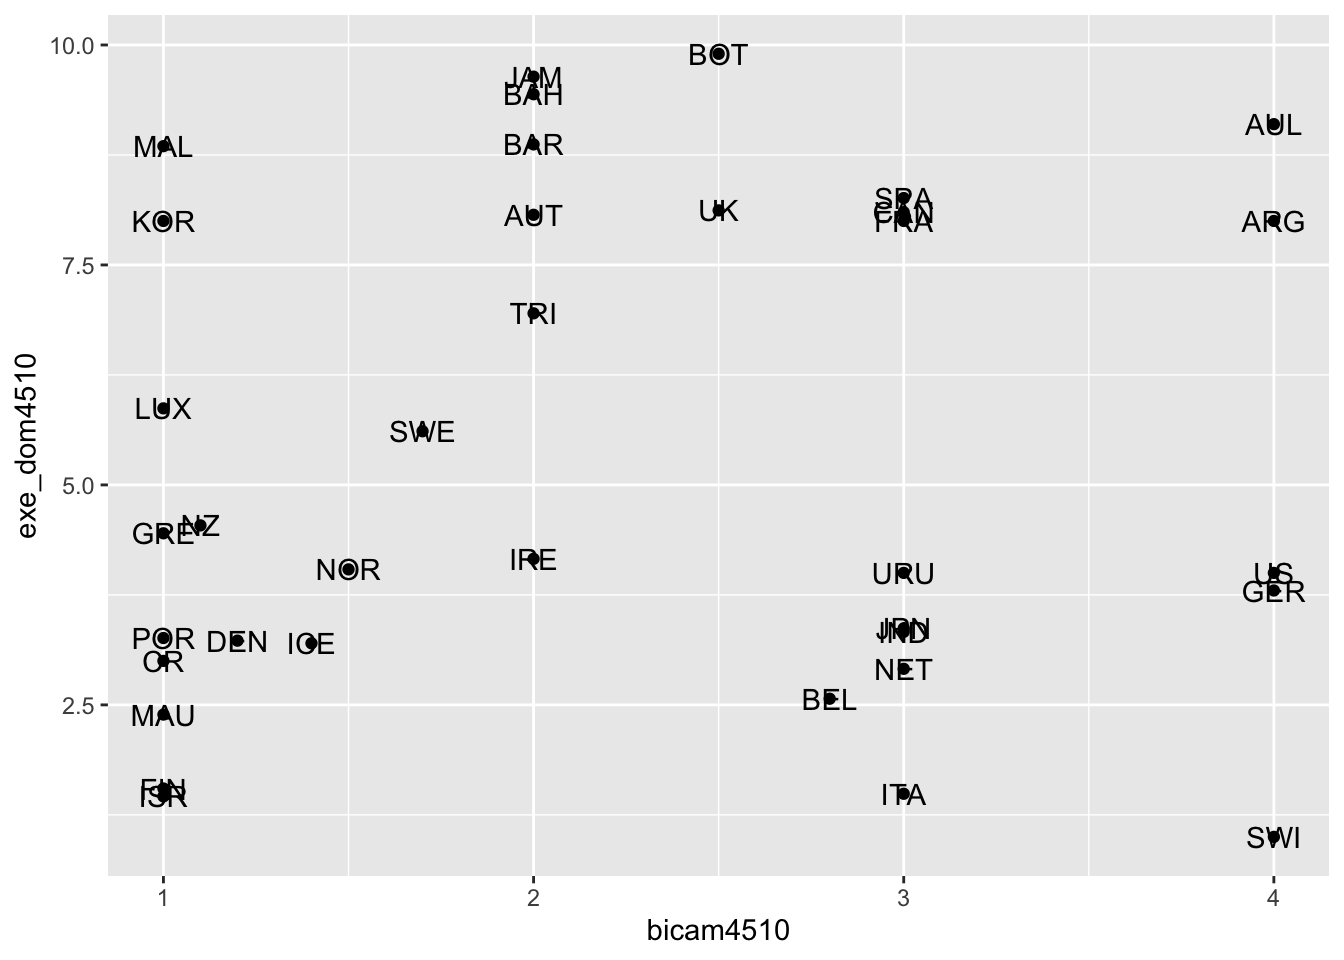 10.0
7.5
5.0
2.5
exe_dom4510
BOT
JAM
BAH
BAR
AUL
MAL
KOR
AUT
UK
SPA
CAN
FRA
ARG
TRI
LUX
SWE
GRE
NZ
NOR
IRE
URU
US
GER
POR
DEN
ICE
CR
JPN
IND
NET
BEL
MAU
FIN
ISR
ITA
SWI
1 2 3 4
bicam4510